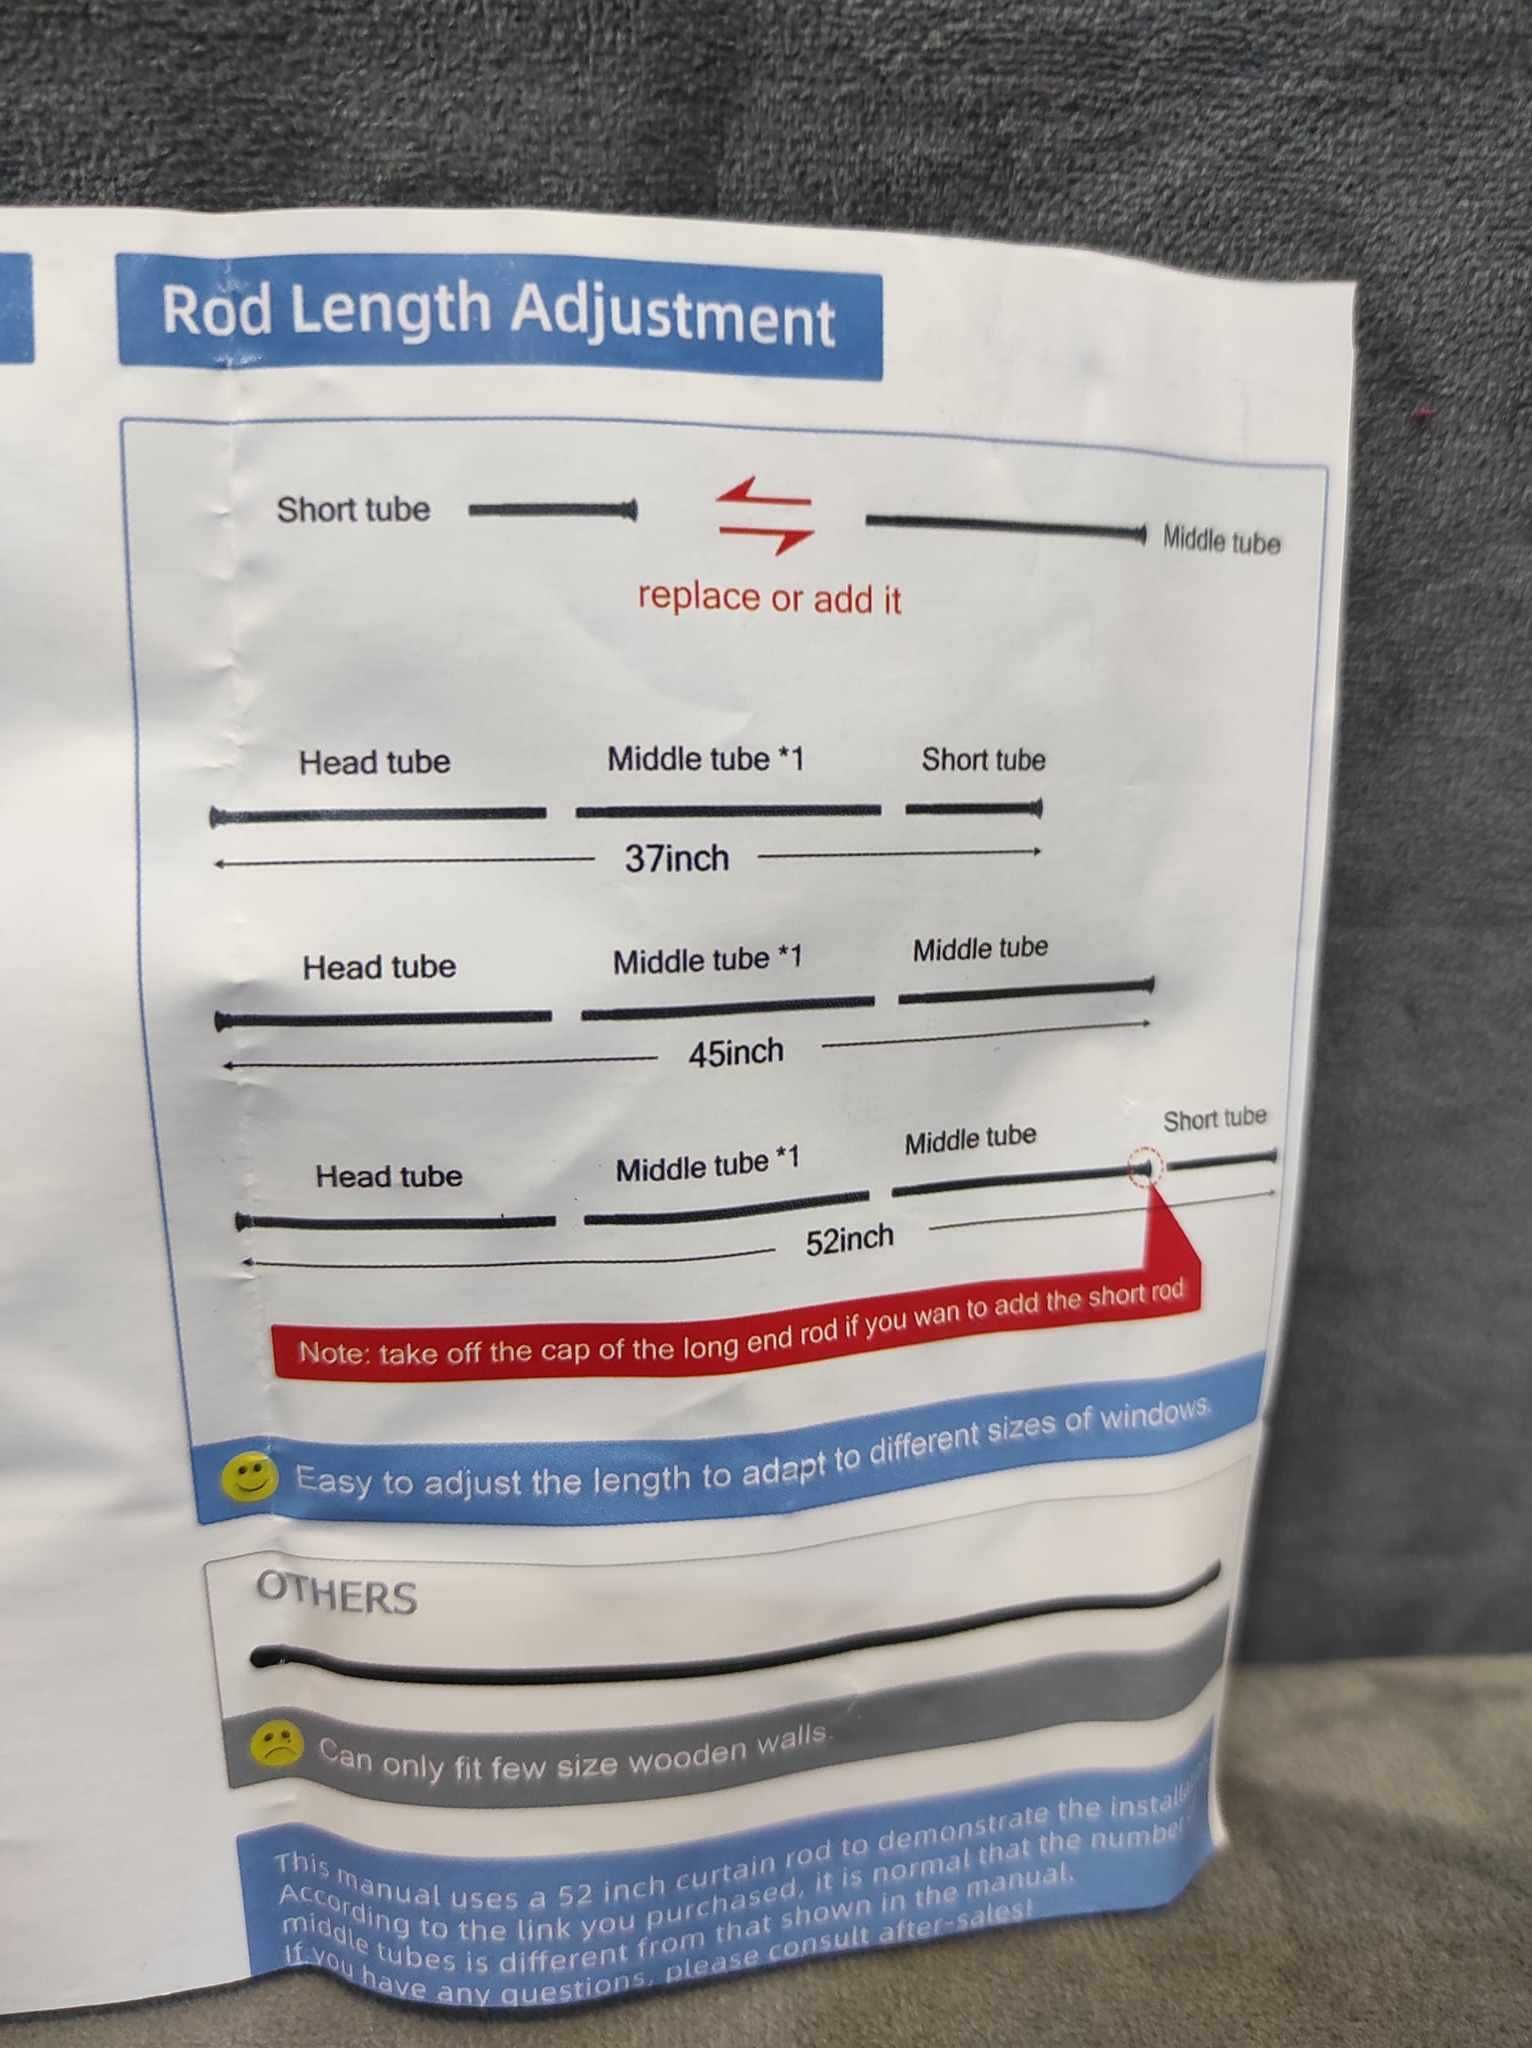 Rod Length Adjustment
Short tube
Middle tube
replace or add it
Head tube Middle tube *1 Short tube
37inch
Head tube Middle tube *1 Middle tube
45inch
Head tube Middle tube *1 Middle tube Short tube
52inch
Note: take off the cap of the long end rod if you wan to add the short rod
Easy to adjust the length to adapt to different sizes of windows.
OTHERS
Can only fit few size wooden walls.
This manual uses a 52 inch curtain rod to demonstrate the
According to the link you purchased, it is normal that the number
middle tubes is different from that shown in the manual.
If you have any questions, please consult after-sales!